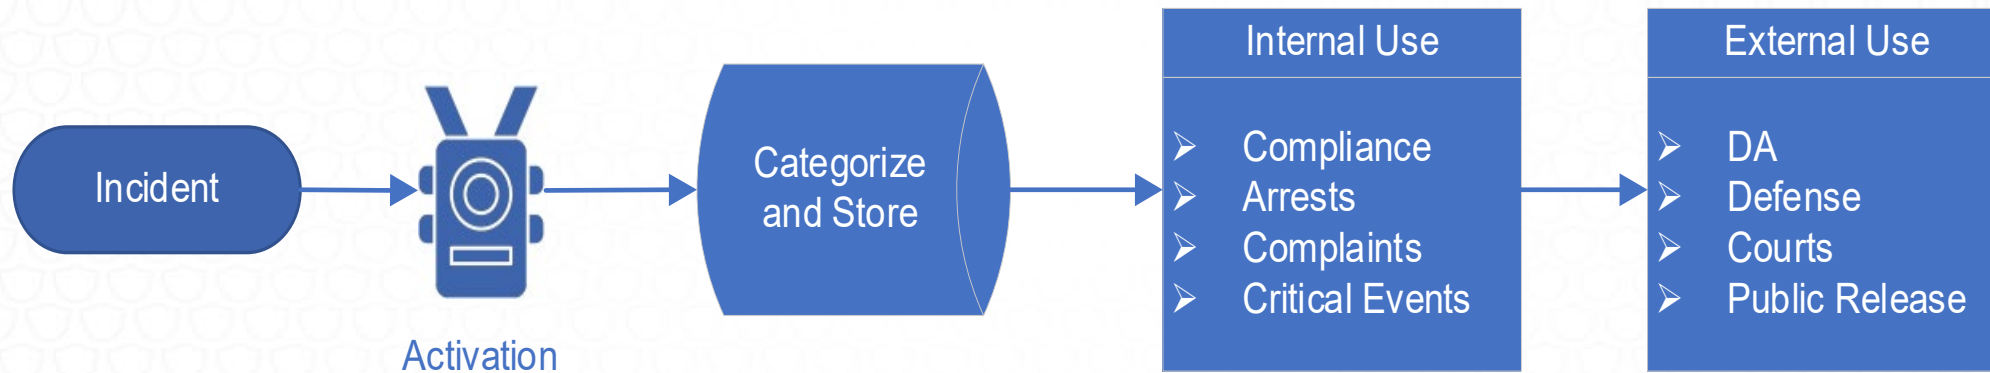 Incident
Activation
Categorize
and Store
Internal Use
Compliance
Arrests
Complaints
Critical Events
External Use
DA
Defense
Courts
Public Release